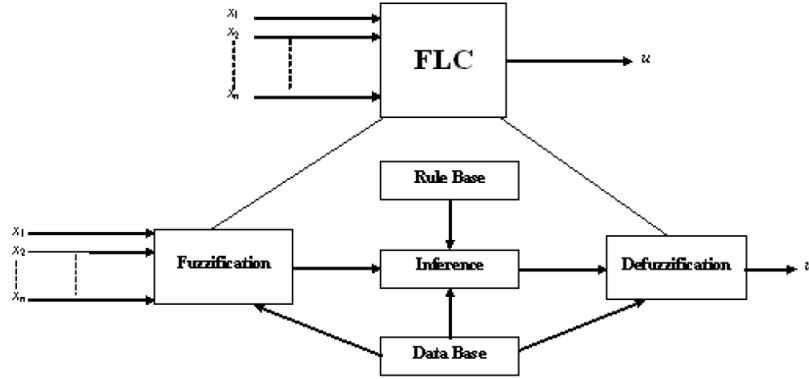 x1
x2
xn
FLC
u
Rule Base
x1
x2
xn
Fuzzification
Inference
Defuzzification
Data Base